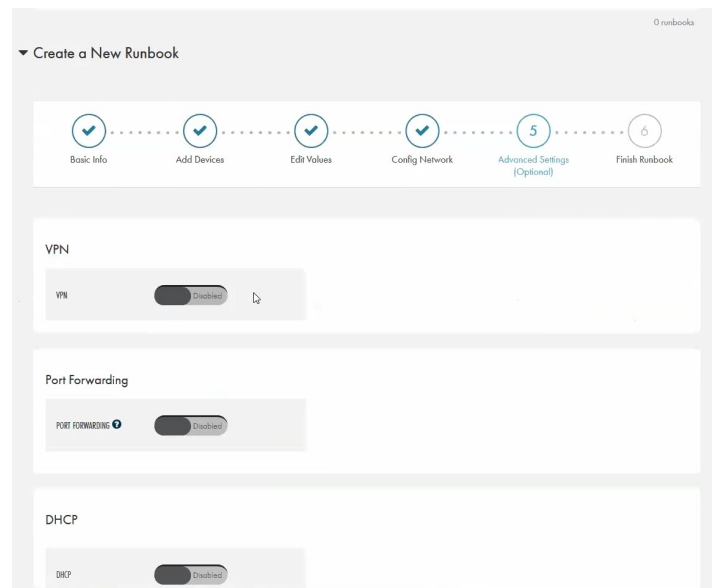 0 runbooks
Create a New Runbook
5
6
Basic Info
Add Devices
Edit Values
Config Network
Advanced Settings
(Optional)
Finish Runbook
VPN
VPN
Disabled
Port Forwarding
PORT FORWARDING ?
Disabled
DHCP
DHCP
Disabled